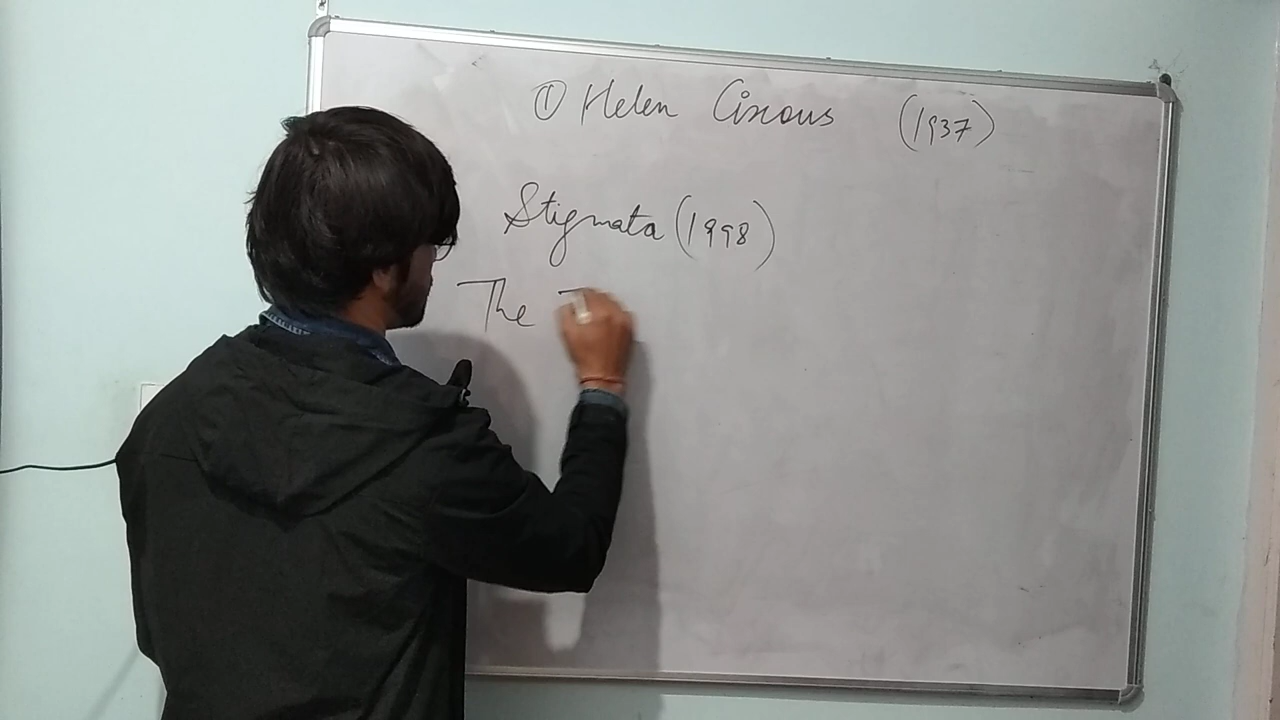 ① Helen Cixous (1937)
Stigmata (1998)
The T